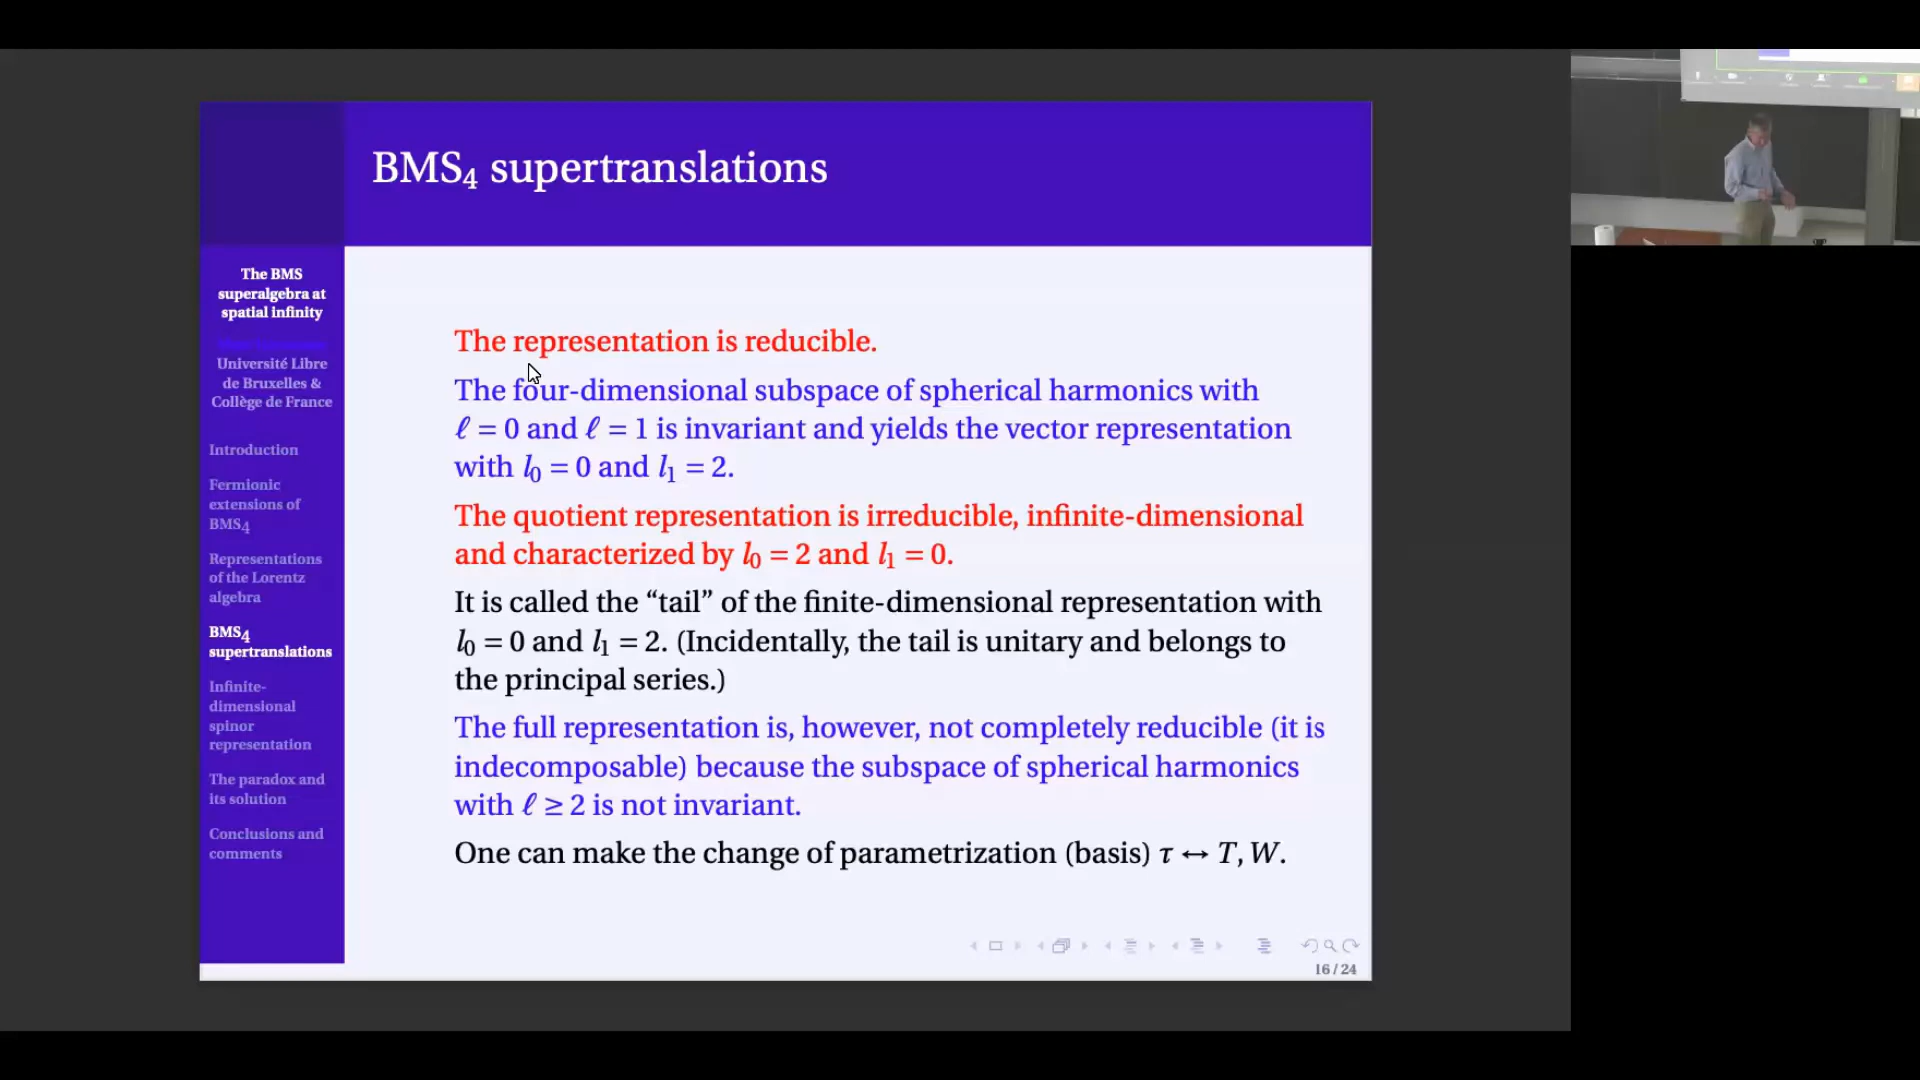 BMS4 supertranslations
The BMS
superalgebra at
spatial infinity
Université Libre
de Bruxelles &
Collège de France
Introduction
Fermionic
extensions of
BMS4
Representations
of the Lorentz
algebra
BMS4
supertranslations
Infinite-
dimensional
spinor
representation
The paradox and
its solution
Conclusions and
comments
The representation is reducible.
The four-dimensional subspace of spherical harmonics with
ℓ = 0 and ℓ = 1 is invariant and yields the vector representation
with l0 = 0 and l1 = 2.
The quotient representation is irreducible, infinite-dimensional
and characterized by l0 = 2 and l1 = 0.
It is called the “tail” of the finite-dimensional representation with
l0 = 0 and l1 = 2. (Incidentally, the tail is unitary and belongs to
the principal series.)
The full representation is, however, not completely reducible (it is
indecomposable) because the subspace of spherical harmonics
with ℓ ≥ 2 is not invariant.
One can make the change of parametrization (basis) τ ↔ T, W.
16 / 24